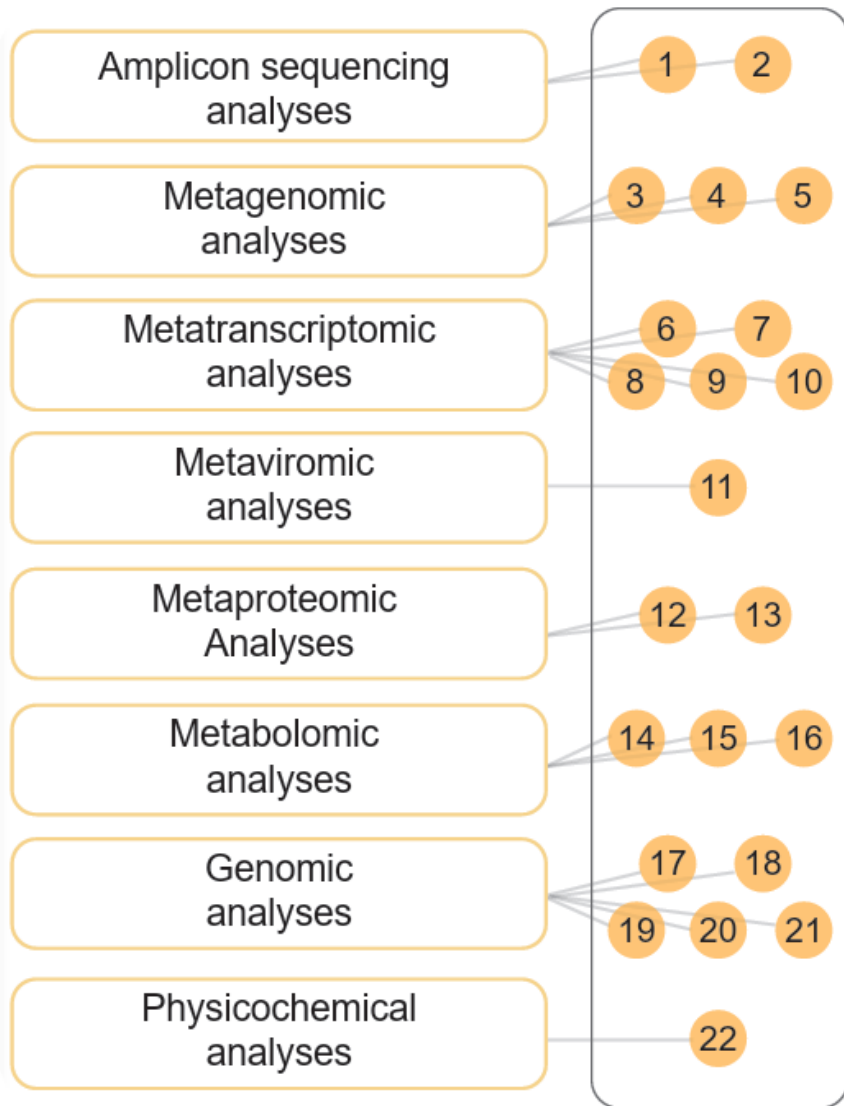 Amplicon sequencing
analyses
1 2
Metagenomic
analyses
3 4 5
Metatranscriptomic
analyses
6 7
8 9 10
Metaviromic
analyses
11
Metaproteomic
Analyses
12 13
Metabolomic
analyses
14 15 16
Genomic
analyses
17 18
19 20 21
Physicochemical
analyses
22